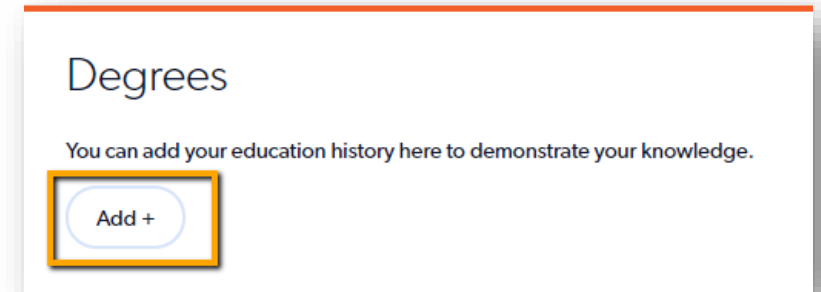 Degrees
You can add your education history here to demonstrate your knowledge.
Add +